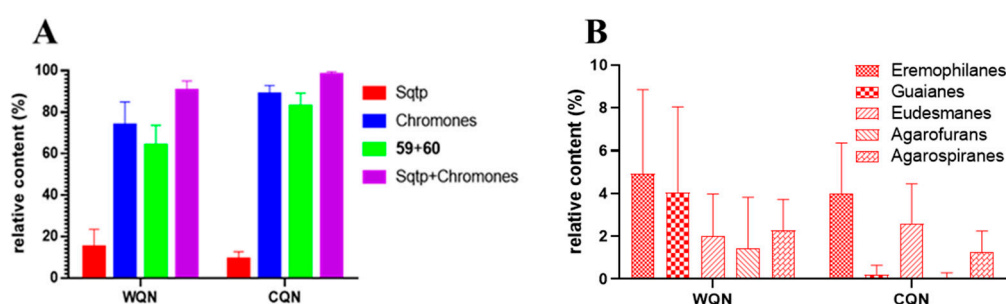 A
relative content (%)
100
80
60
40
20
0
WQN
CQN
Sqtp
Chromones
59+60
Sqtp+Chromones
B
relative content (%)
10
8
6
4
2
0
WQN
CQN
Eremophilanes
Guaianes
Eudesmanes
Agarofurans
Agarospiranes